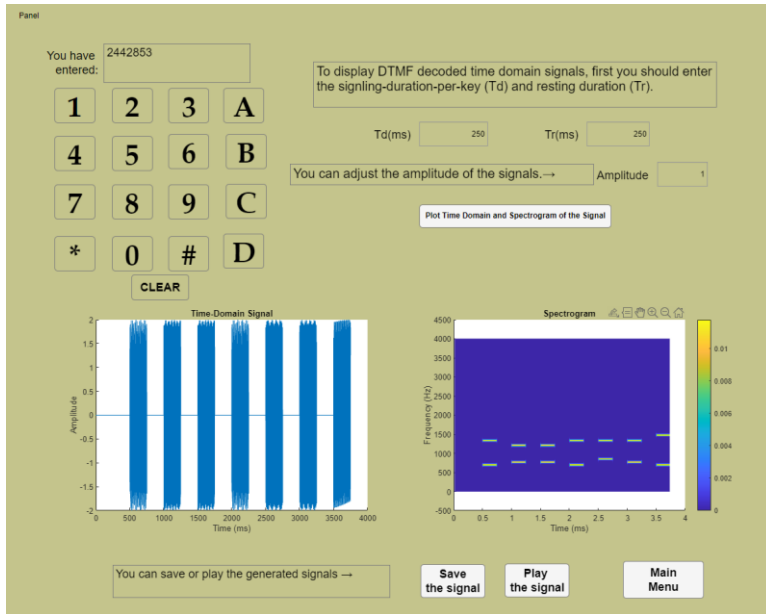 Panel
You have entered:
2442853
To display DTMF decoded time domain signals, first you should enter
the signling-duration-per-key (Td) and resting duration (Tr).
1 2 3 A
Td(ms) 250 Tr(ms) 250
4 5 6 B
You can adjust the amplitude of the signals.→ Amplitude 1
7 8 9 C
Plot Time Domain and Spectrogram of the Signal
* 0 # D
CLEAR
Time-Domain Signal
2
1.5
1
0.5
0
-0.5
-1
-1.5
-2
Amplitude
0 500 1000 1500 2000 2500 3000 3500 4000
Time (ms)
Spectrogram
4500
4000
3500
3000
2500
2000
1500
1000
500
0
-500
Frequency (Hz)
0 0.5 1 1.5 2 2.5 3 3.5 4
Time (ms)
0.01
0.008
0.006
0.004
0.002
0
You can save or play the generated signals →
Save
the signal
Play
the signal
Main
Menu